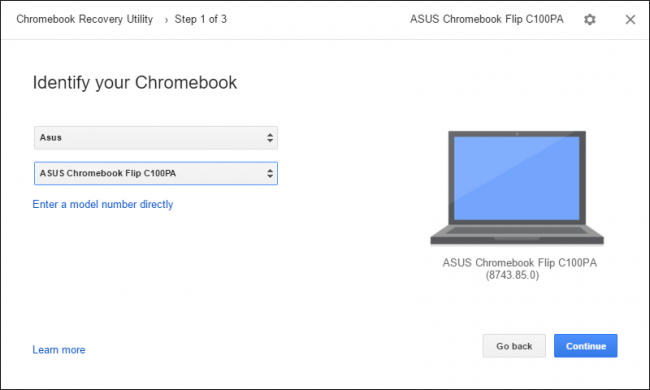 Chromebook Recovery Utility › Step 1 of 3 ASUS Chromebook Flip C100PA
Identify your Chromebook
Asus
ASUS Chromebook Flip C100PA
Enter a model number directly
ASUS Chromebook Flip C100PA
(8743.85.0)
Learn more Go back Continue